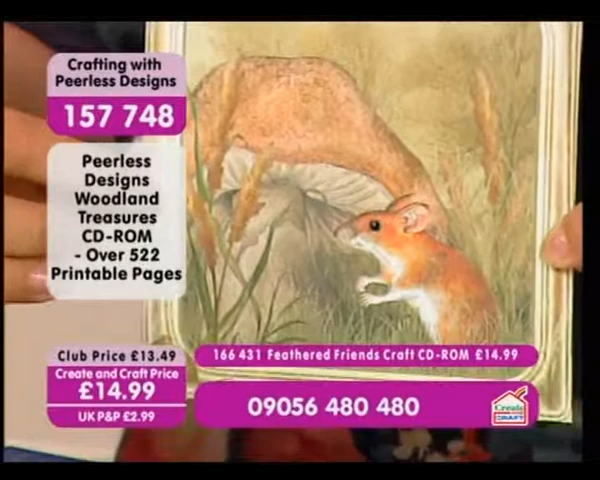 Crafting with
Peerless Designs
157 748
Peerless
Designs
Woodland
Treasures
CD-ROM
- Over 522
Printable Pages
Club Price £13.49
Create and Craft Price
£14.99
UK P&P £2.99
166 431 Feathered Friends Craft CD-ROM £14.99
09056 480 480
Create
CRAFT